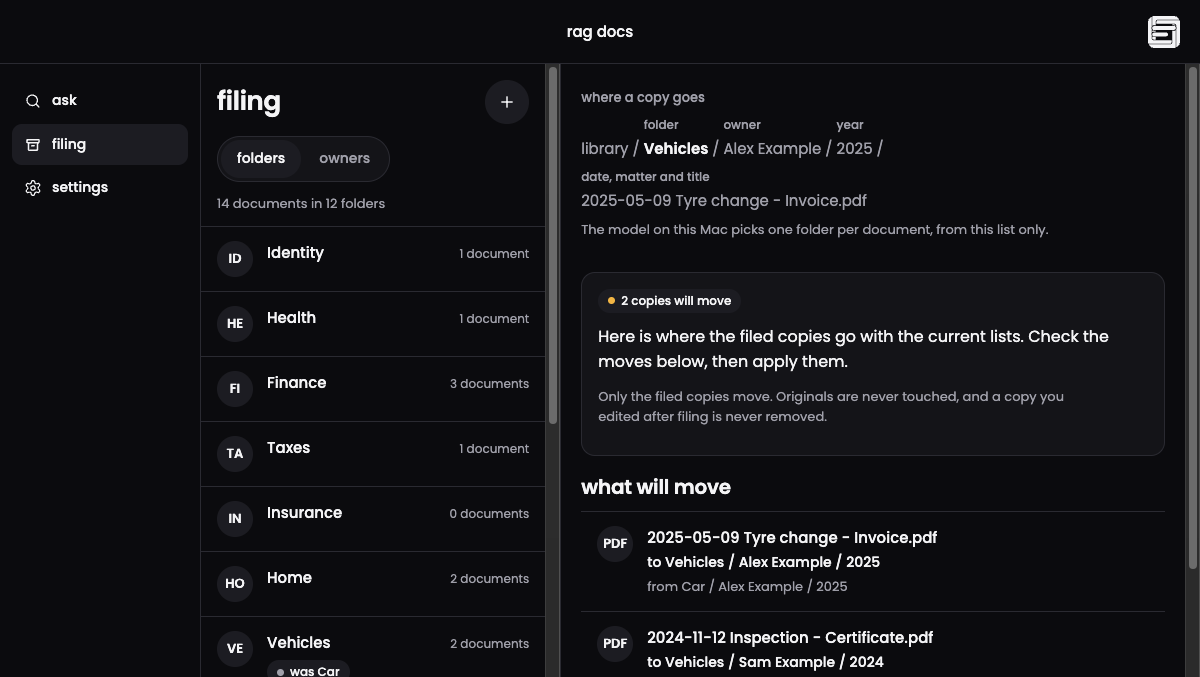 rag docs
ask
filing
settings
filing
folders owners
14 documents in 12 folders
ID Identity 1 document
HE Health 1 document
FI Finance 3 documents
TA Taxes 1 document
IN Insurance 0 documents
HO Home 2 documents
VE Vehicles 2 documents
was Car
where a copy goes
folder owner year
library / Vehicles / Alex Example / 2025 /
date, matter and title
2025-05-09 Tyre change - Invoice.pdf
The model on this Mac picks one folder per document, from this list only.
2 copies will move
Here is where the filed copies go with the current lists. Check the
moves below, then apply them.
Only the filed copies move. Originals are never touched, and a copy you
edited after filing is never removed.
what will move
PDF 2025-05-09 Tyre change - Invoice.pdf
to Vehicles / Alex Example / 2025
from Car / Alex Example / 2025
PDF 2024-11-12 Inspection - Certificate.pdf
to Vehicles / Sam Example / 2024